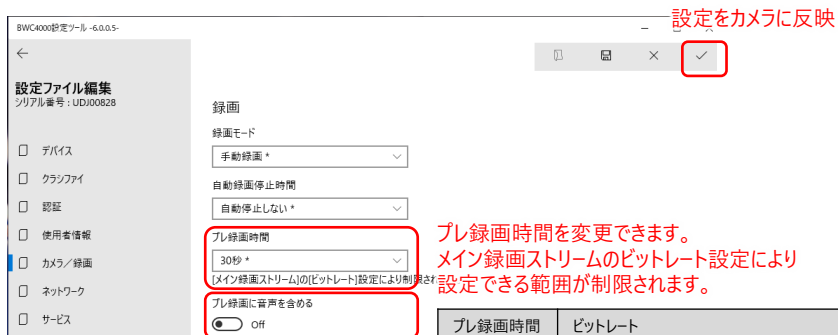 BWC4000設定ツール -6.0.0.5-
設定をカメラに反映
設定ファイル編集
シリアル番号 : UDJ00828
デバイス
クラシファイ
認証
使用者情報
カメラ／録画
ネットワーク
サービス
録画
録画モード
手動録画 *
自動録画停止時間
自動停止しない *
プレ録画時間
30秒 *
[メイン録画ストリーム]の[ビットレート]設定により制限され
プレ録画に音声を含める
Off
プレ録画時間を変更できます。
メイン録画ストリームのビットレート設定により
設定できる範囲が制限されます。
プレ録画時間 ビットレート